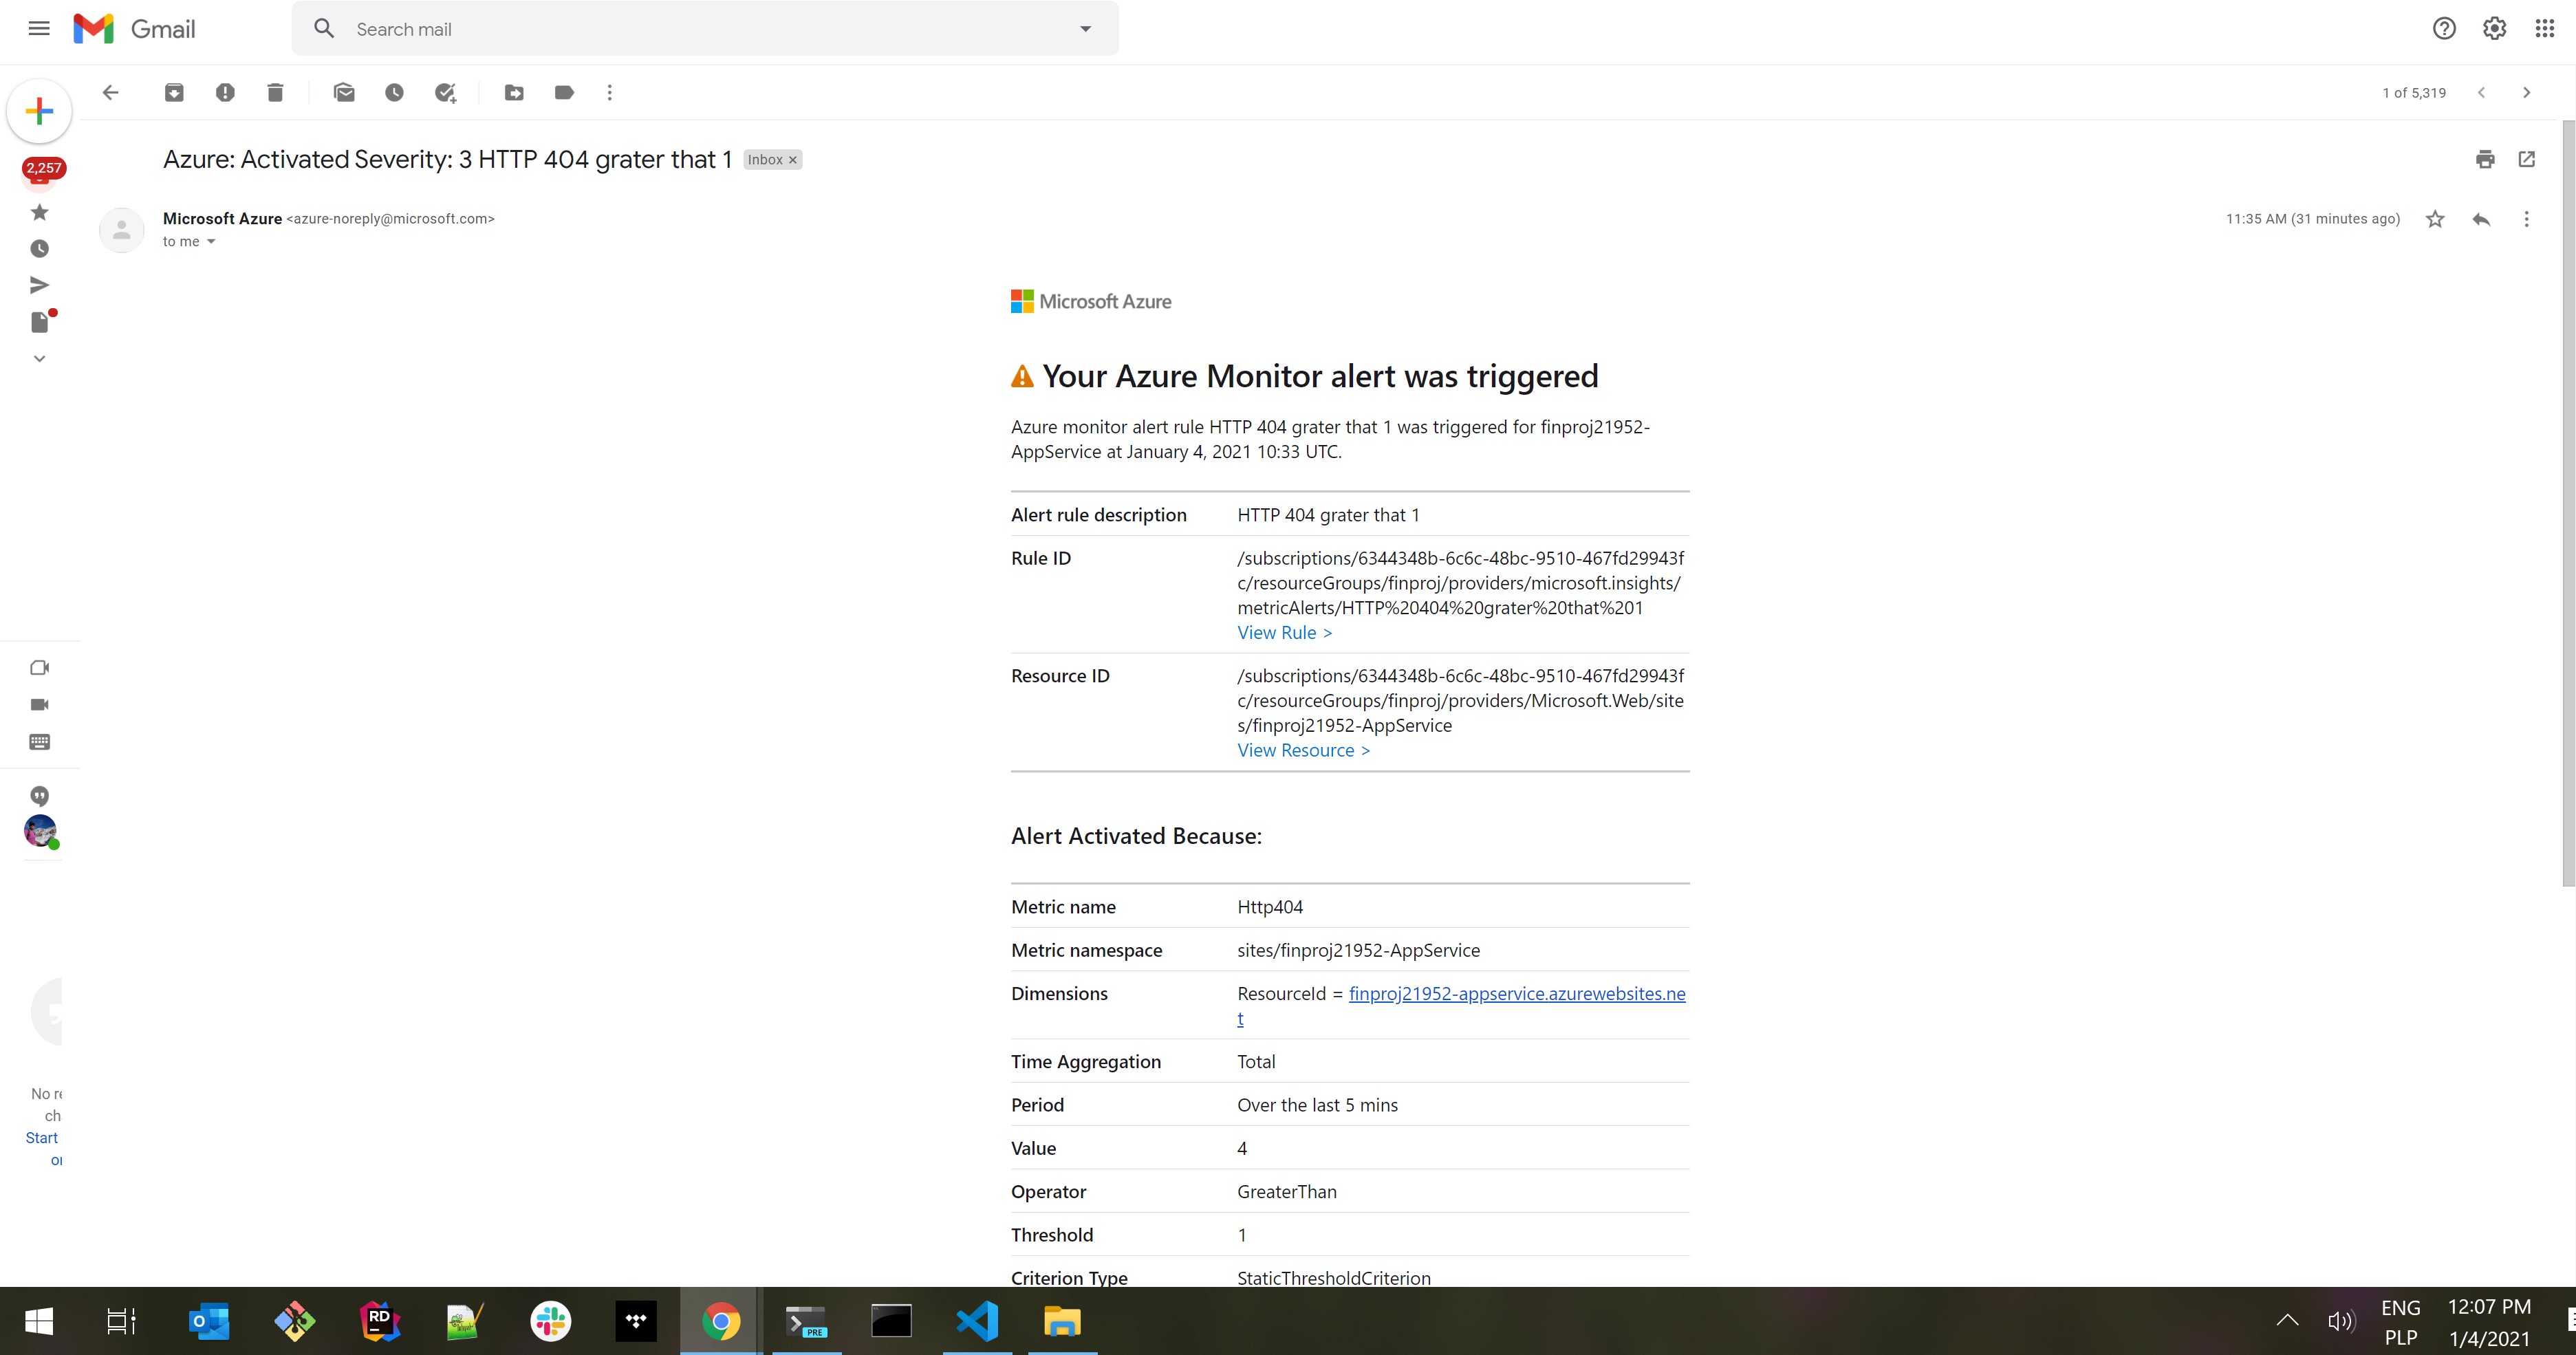 Gmail
Search mail
1 of 5,319
2,257
Azure: Activated Severity: 3 HTTP 404 grater that 1 Inbox ×
Microsoft Azure <azure-noreply@microsoft.com>
11:35 AM (31 minutes ago)
to me
Microsoft Azure
Your Azure Monitor alert was triggered
Azure monitor alert rule HTTP 404 grater that 1 was triggered for finproj21952-
AppService at January 4, 2021 10:33 UTC.
Alert rule description HTTP 404 grater that 1
Rule ID /subscriptions/6344348b-6c6c-48bc-9510-467fd29943f
c/resourceGroups/finproj/providers/microsoft.insights/
metricAlerts/HTTP%20404%20grater%20that%201
View Rule >
Resource ID /subscriptions/6344348b-6c6c-48bc-9510-467fd29943f
c/resourceGroups/finproj/providers/Microsoft.Web/site
s/finproj21952-AppService
View Resource >
Alert Activated Because:
Metric name Http404
Metric namespace sites/finproj21952-AppService
Dimensions ResourceId = finproj21952-appservice.azurewebsites.ne
t
Time Aggregation Total
Period Over the last 5 mins
Value 4
Operator GreaterThan
Threshold 1
Criterion Type StaticThresholdCriterion
No re
ch
Start
RD
PRE
ENG
PLP
12:07 PM
1/4/2021